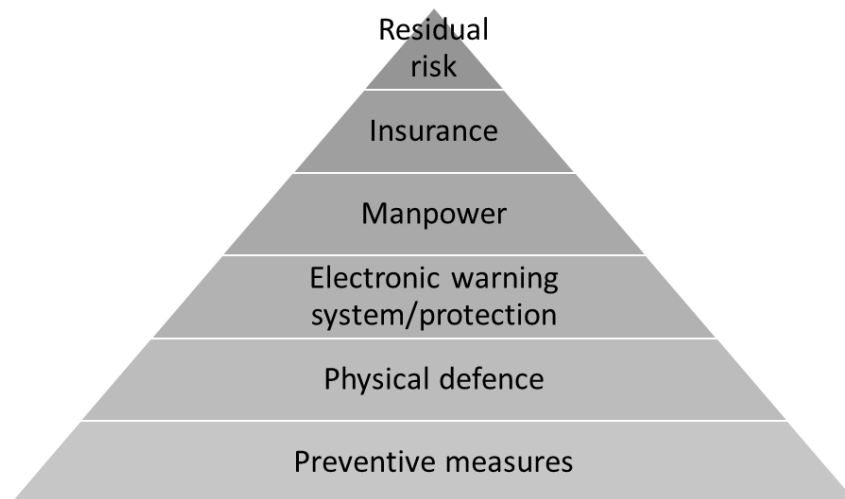 Residual
risk
Insurance
Manpower
Electronic warning
system/protection
Physical defence
Preventive measures